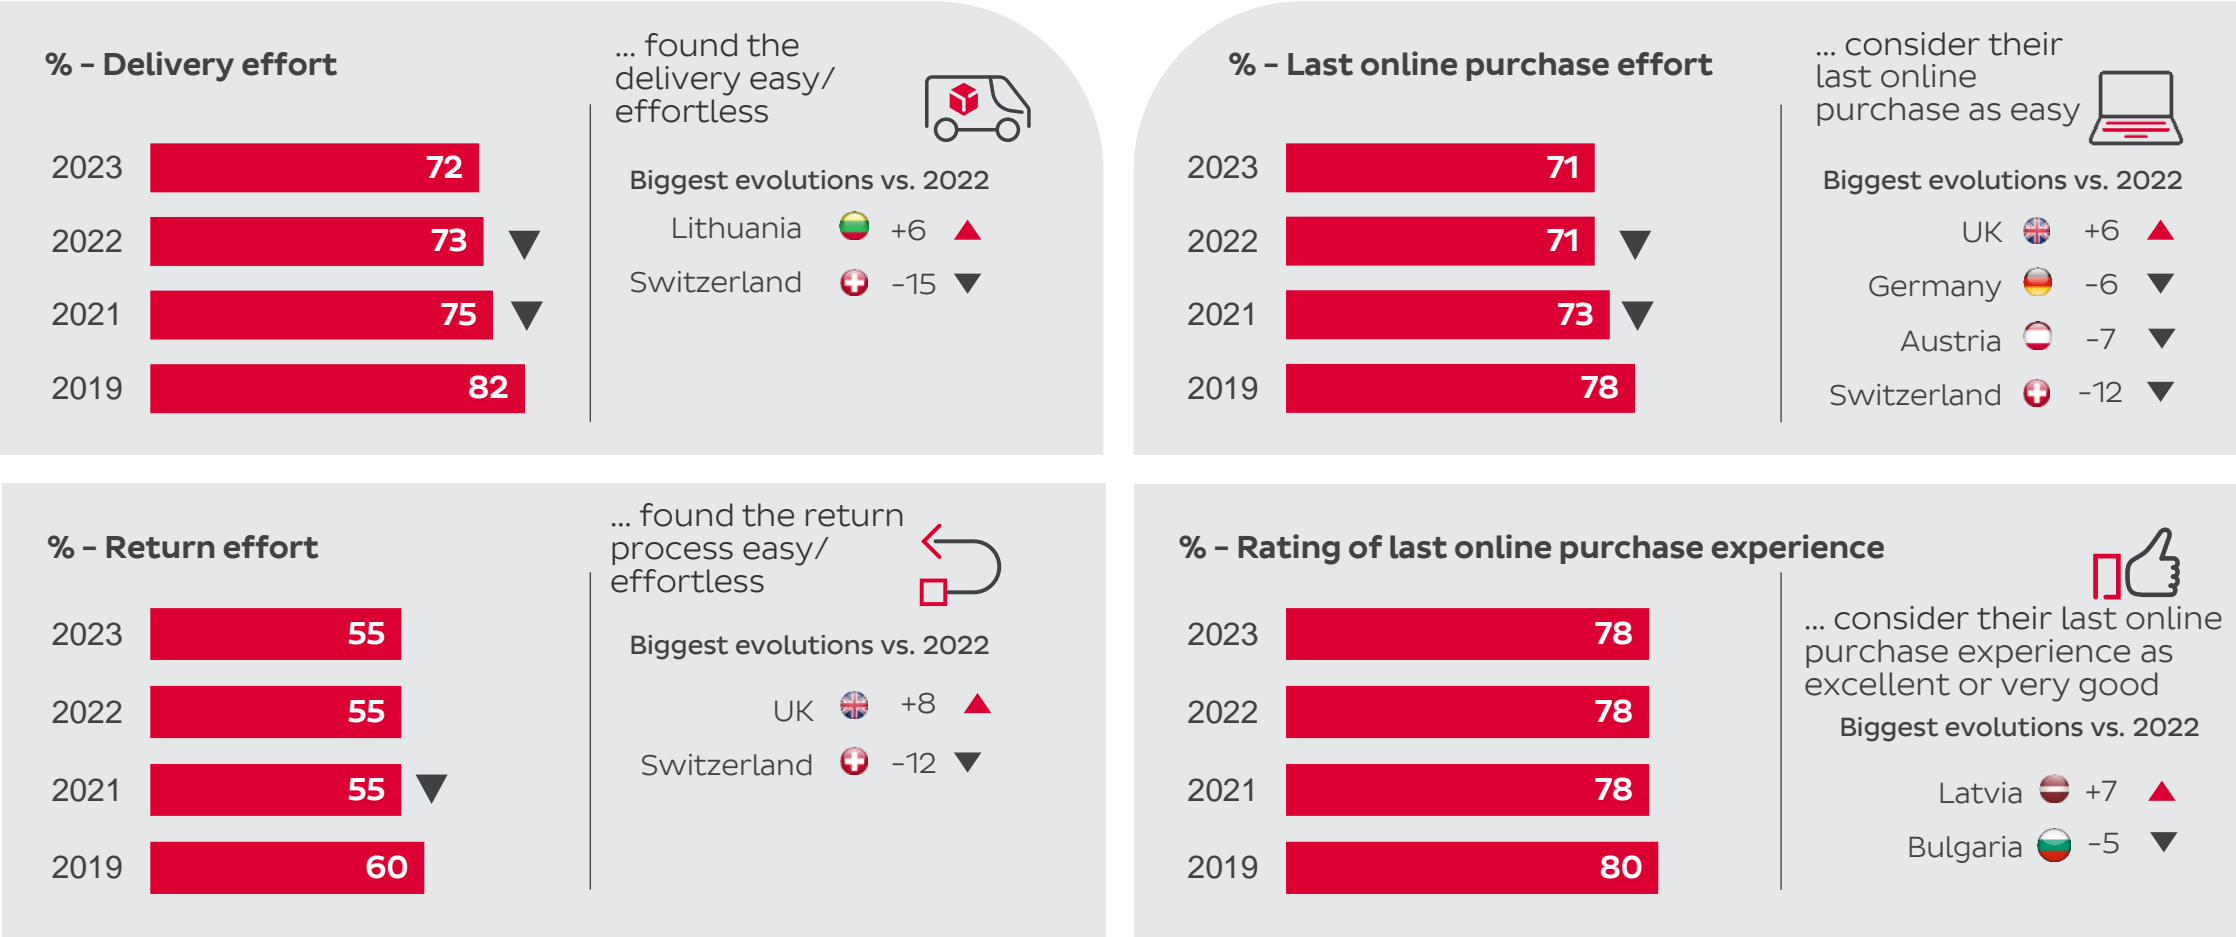 % – Delivery effort
2023 72
2022 73
2021 75
2019 82
... found the
delivery easy/
effortless
Biggest evolutions vs. 2022
Lithuania +6
Switzerland -15
% – Last online purchase effort
2023 71
2022 71
2021 73
2019 78
... consider their
last online
purchase as easy
Biggest evolutions vs. 2022
UK +6
Germany -6
Austria -7
Switzerland -12
% – Return effort
2023 55
2022 55
2021 55
2019 60
... found the return
process easy/
effortless
Biggest evolutions vs. 2022
UK +8
Switzerland -12
% – Rating of last online purchase experience
2023 78
2022 78
2021 78
2019 80
... consider their last online
purchase experience as
excellent or very good
Biggest evolutions vs. 2022
Latvia +7
Bulgaria -5